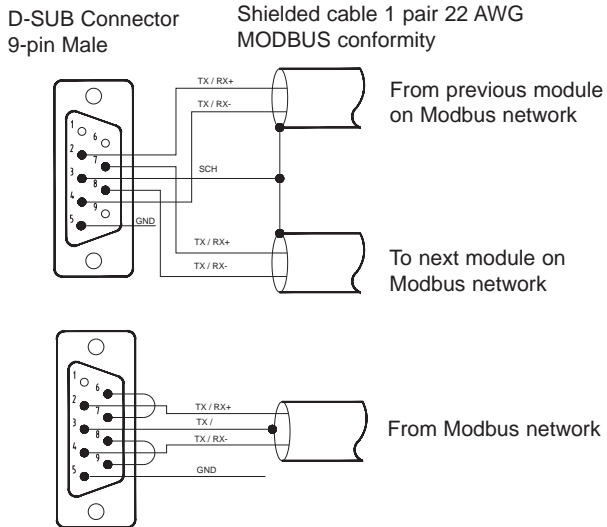 D-SUB Connector
9-pin Male
Shielded cable 1 pair 22 AWG
MODBUS conformity
TX / RX+
TX / RX-
SCH
GND
TX / RX+
TX / RX-
1
2
3
4
5
6
7
8
9
From previous module
on Modbus network
To next module on
Modbus network
1
2
3
4
5
6
7
8
9
TX / RX+
TX /
TX / RX-
GND
From Modbus network